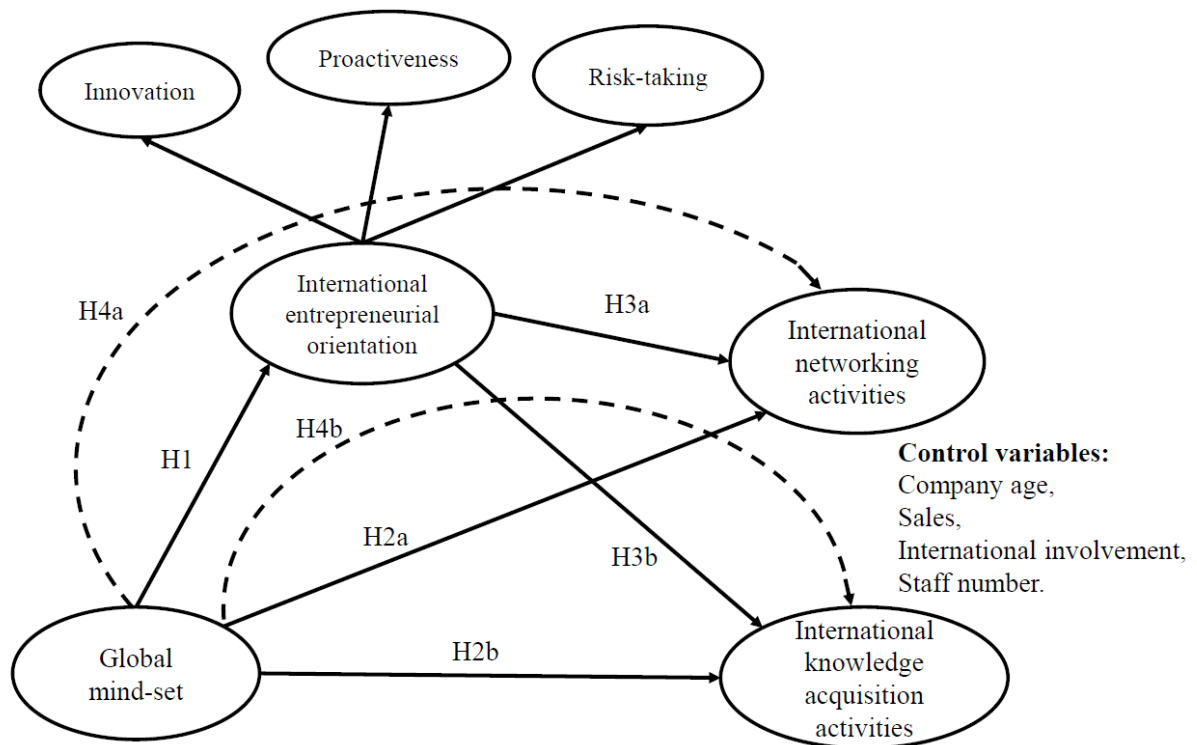 Proactiveness
Innovation
Risk-taking
International
entrepreneurial
orientation
H4a
H3a
International
networking
activities
H4b
H1
Control variables:
Company age,
Sales,
International involvement,
Staff number.
H2a
H3b
Global
mind-set
H2b
International
knowledge
acquisition
activities